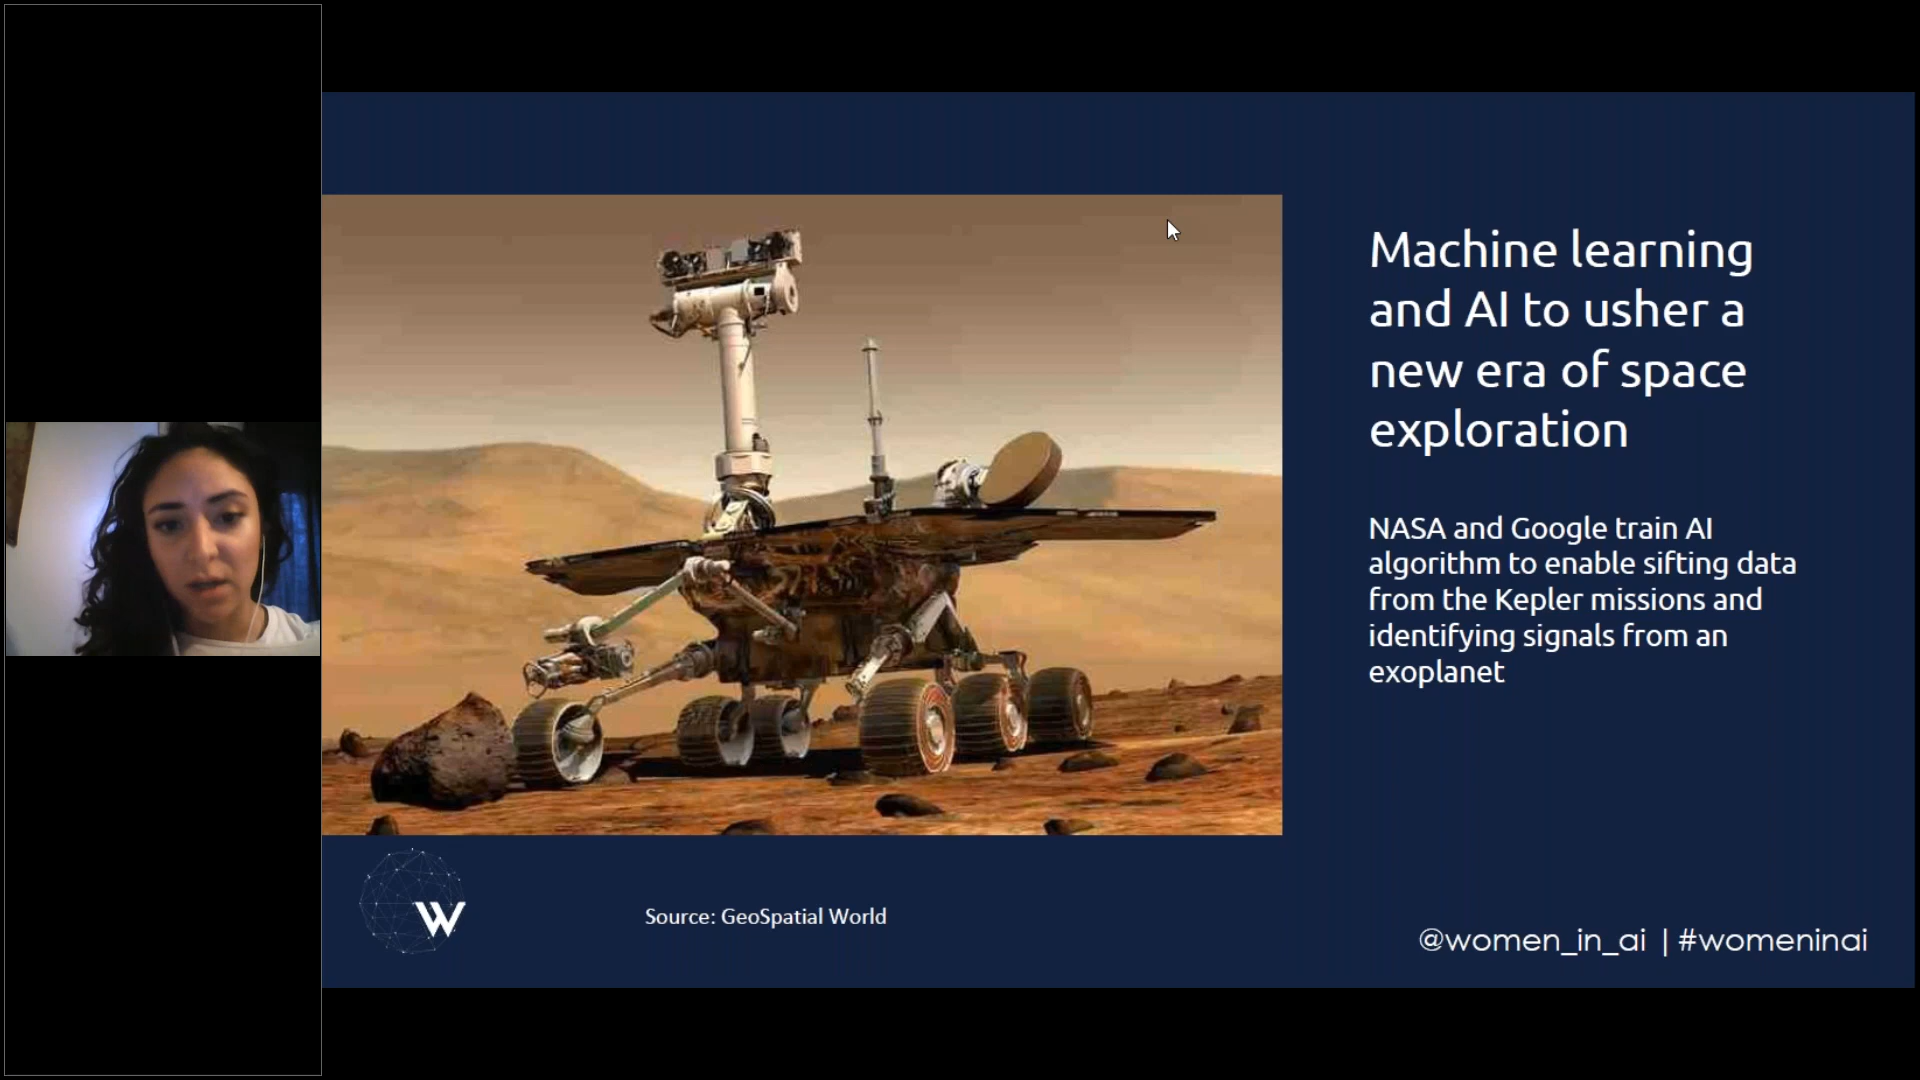 Machine learning
and AI to usher a
new era of space
exploration
NASA and Google train AI
algorithm to enable sifting data
from the Kepler missions and
identifying signals from an
exoplanet
W
Source: GeoSpatial World
@women_in_ai | #womeninai